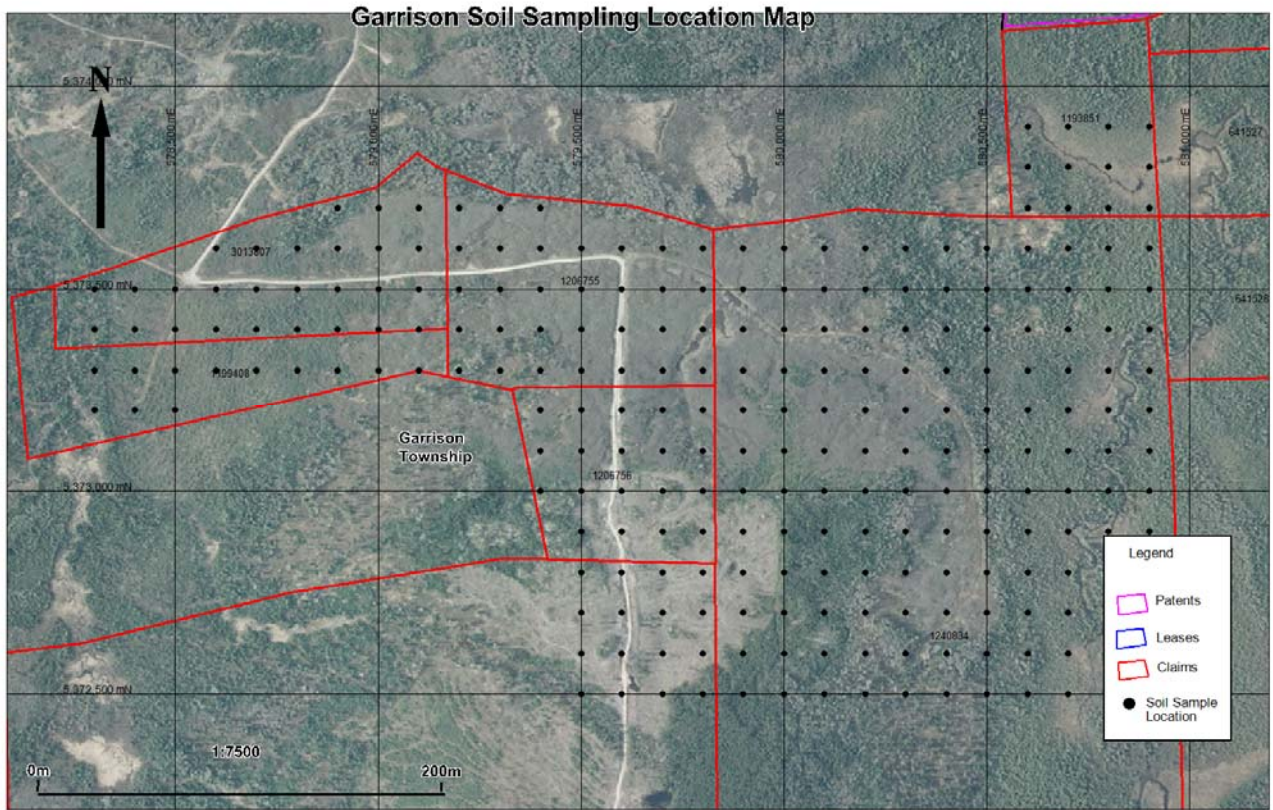 Garrison Soil Sampling Location Map
N
5,374,000 mN
578,500 mE
579,000 mE
579,500 mE
580,000 mE
580,500 mE
581,000 mE
1193851
641527
3013807
1206755
5,373,500 mN
641528
1199408
Garrison
Township
1206756
5,373,000 mN
Legend
Patents
Leases
Claims
Soil Sample
Location
1240834
5,372,500 mN
1:7500
0m
200m